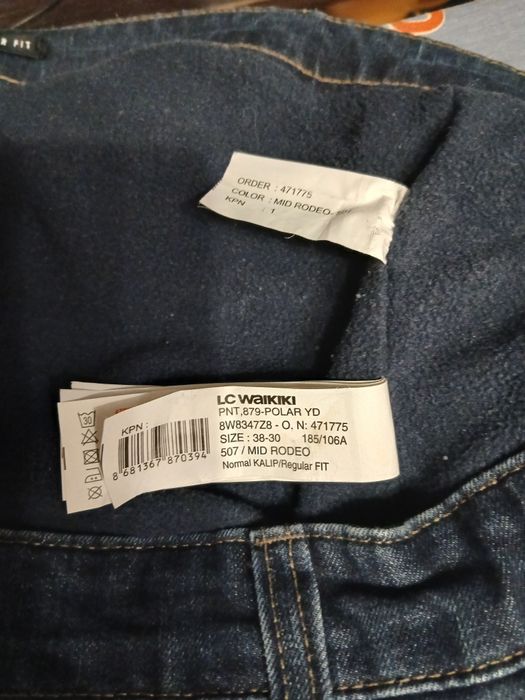 R FIT
ORDER : 471775
COLOR : MID RODEO-
KPN : 1
30
KPN :
8 681367 870394
LC WAIKIKI
PNT,879-POLAR YD
8W8347Z8 - O. N: 471775
SIZE : 38-30 185/106A
507 / MID RODEO
Normal KALIP/Regular FIT